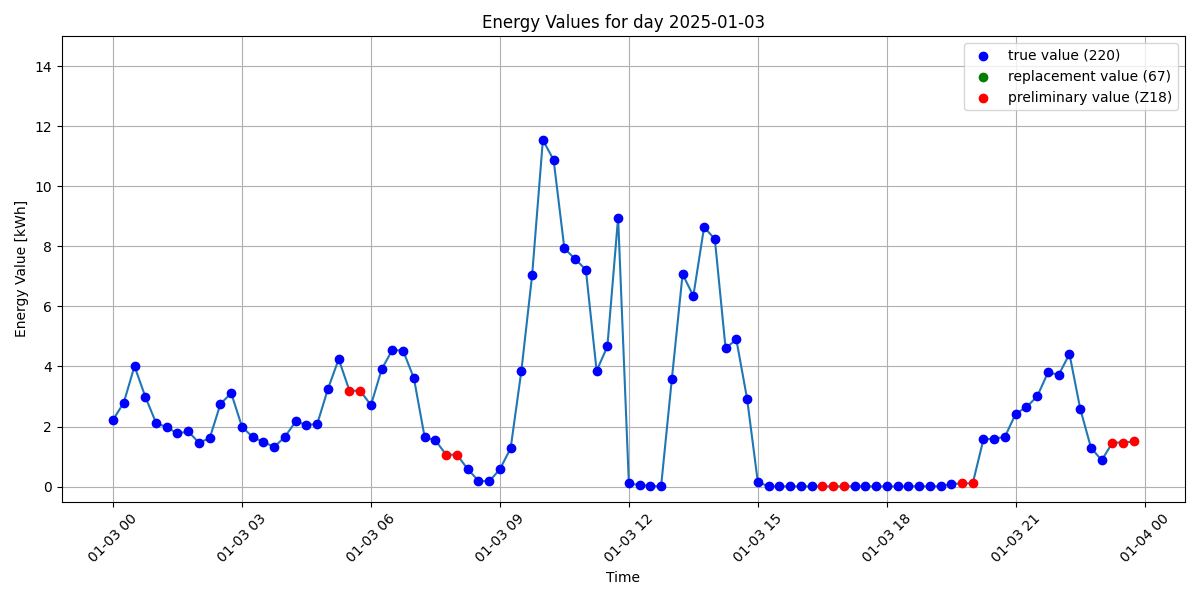 Energy Values for day 2025-01-03
true value (220)
replacement value (67)
preliminary value (Z18)
Energy Value [kWh]
14
12
10
8
6
4
2
0
01-03 00
01-03 03
01-03 06
01-03 09
01-03 12
01-03 15
01-03 18
01-03 21
01-04 00
Time